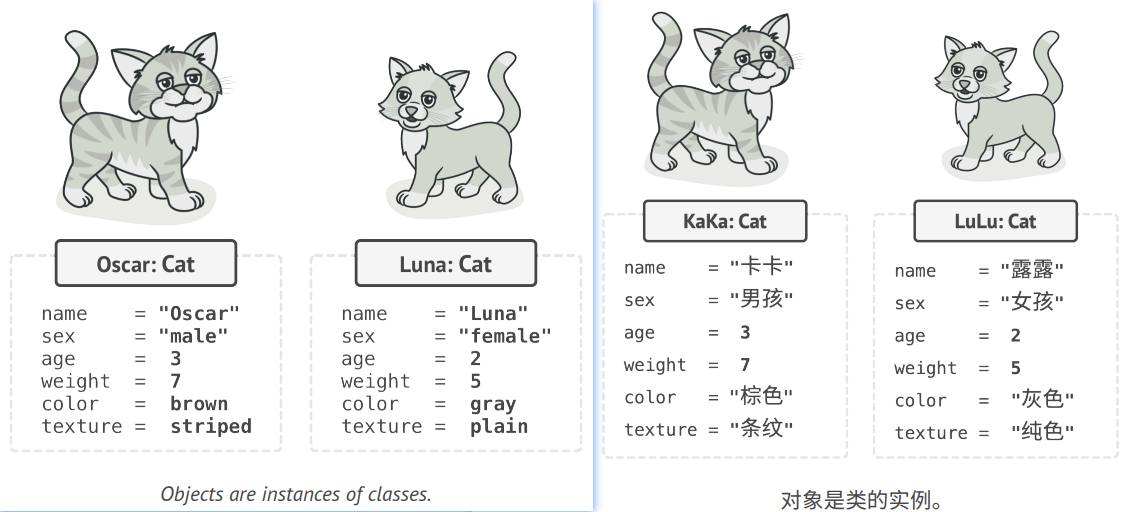 Oscar: Cat
name = "Oscar"
sex = "male"
age = 3
weight = 7
color = brown
texture = striped
Luna: Cat
name = "Luna"
sex = "female"
age = 2
weight = 5
color = gray
texture = plain
Objects are instances of classes.
KaKa: Cat
name = "卡卡"
sex = "男孩"
age = 3
weight = 7
color = "棕色"
texture = "条纹"
LuLu: Cat
name = "露露"
sex = "女孩"
age = 2
weight = 5
color = "灰色"
texture = "纯色"
对象是类的实例。